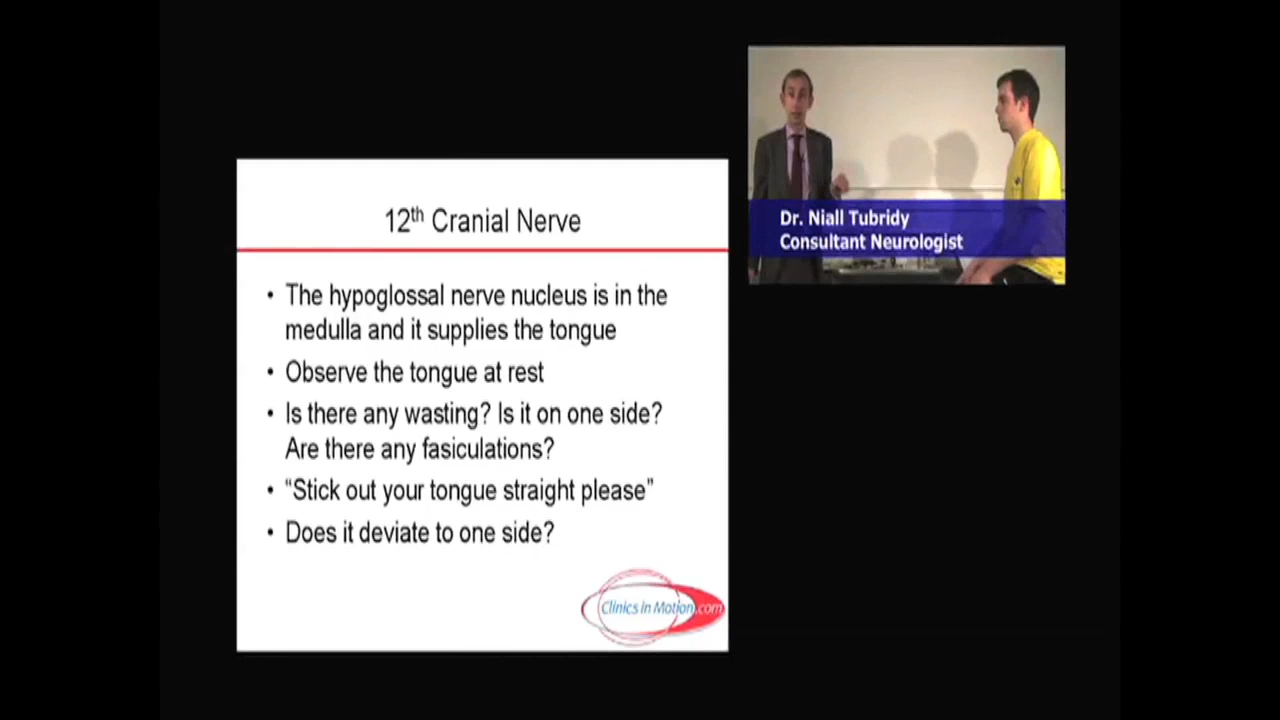 12th Cranial Nerve
• The hypoglossal nerve nucleus is in the
medulla and it supplies the tongue
• Observe the tongue at rest
• Is there any wasting? Is it on one side?
Are there any fasiculations?
• “Stick out your tongue straight please”
• Does it deviate to one side?
Clinics in Motion.com
Dr. Niall Tubridy
Consultant Neurologist